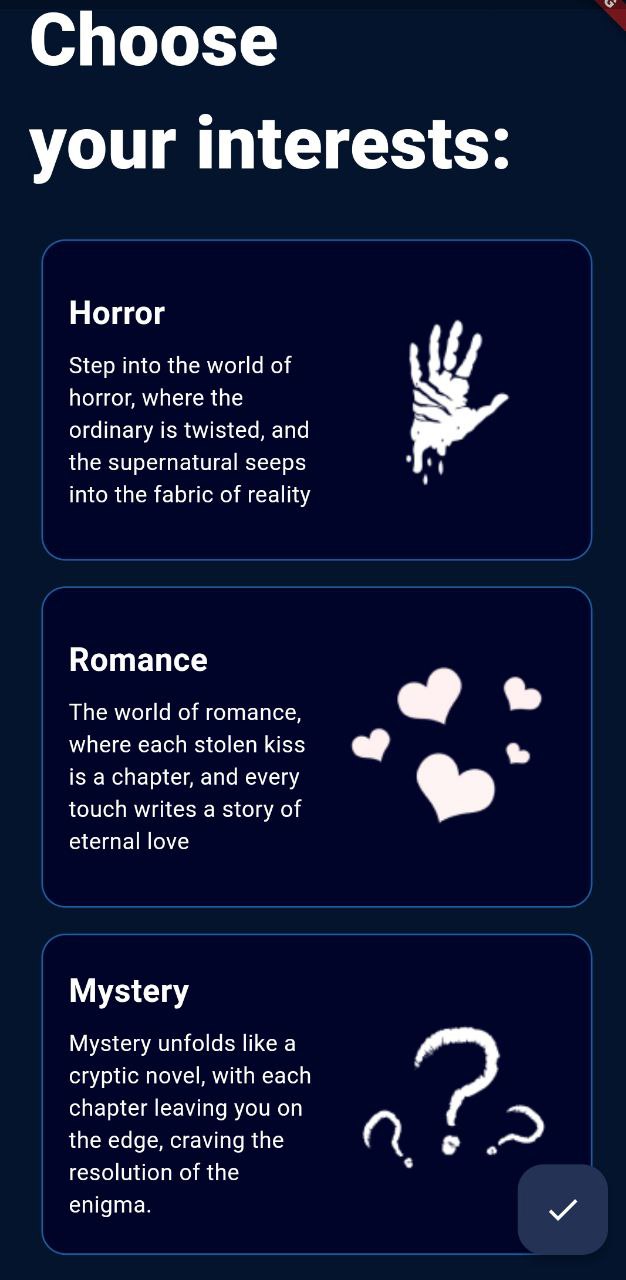 Choose
your interests:
Horror
Step into the world of
horror, where the
ordinary is twisted, and
the supernatural seeps
into the fabric of reality
Romance
The world of romance,
where each stolen kiss
is a chapter, and every
touch writes a story of
eternal love
Mystery
Mystery unfolds like a
cryptic novel, with each
chapter leaving you on
the edge, craving the
resolution of the
enigma.